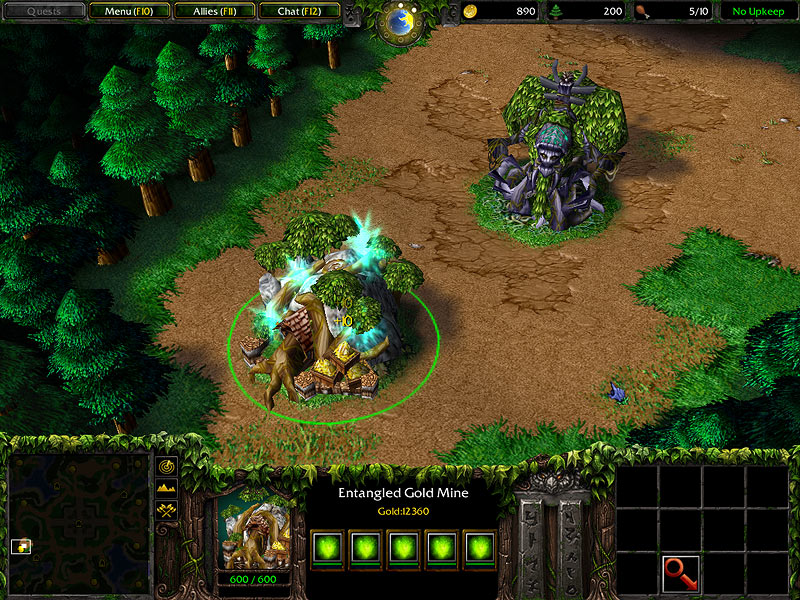 Quests Menu (F10) Allies (F11) Chat (F12) 890 200 5/10 No Upkeep
+10
Entangled Gold Mine
Gold:12360
600 / 600